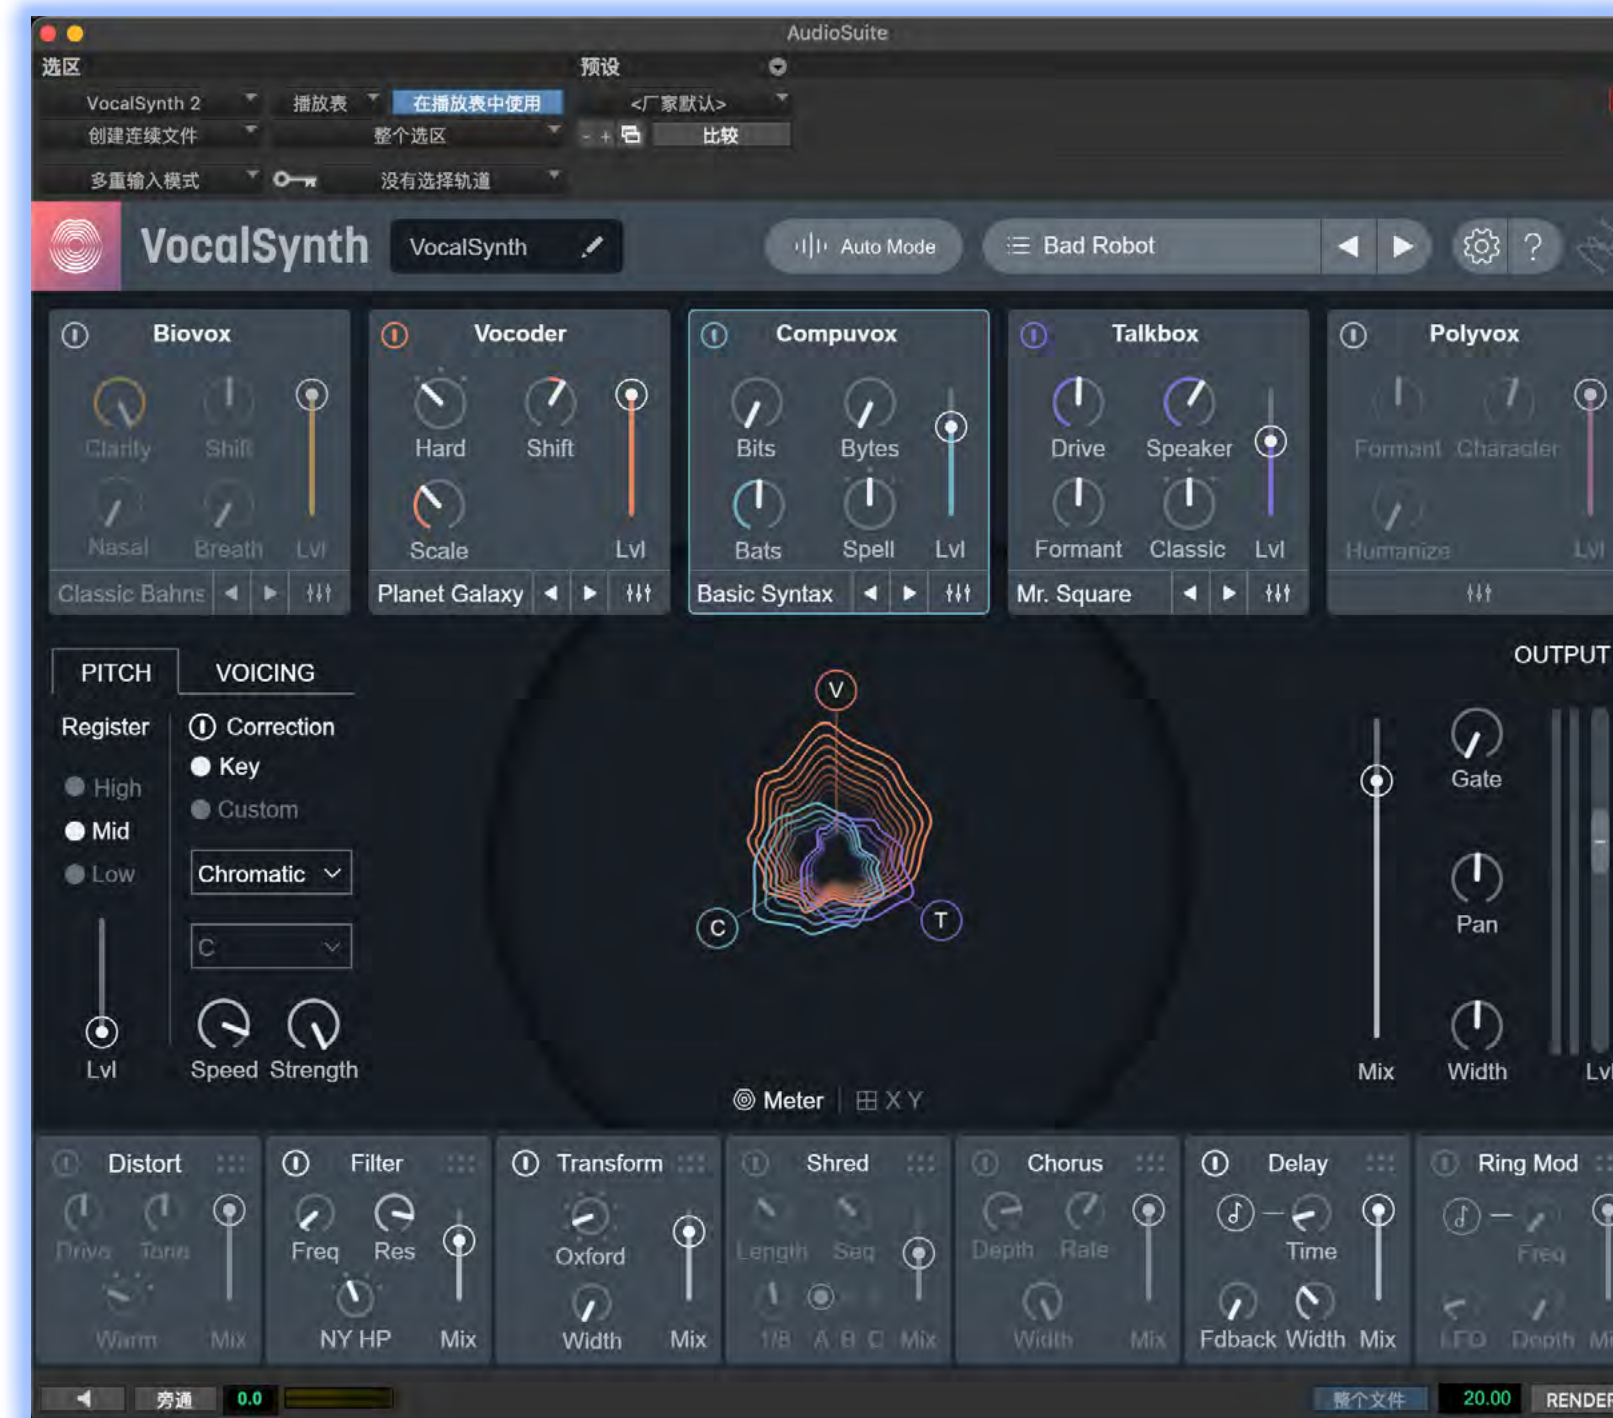 AudioSuite
选区 预设
VocalSynth 2 播放表 在播放表中使用 <厂家默认>
创建连续文件 整个选区 - + 比较
多重输入模式 没有选择轨道
VocalSynth VocalSynth Auto Mode Bad Robot ?
Biovox Vocoder Compuvox Talkbox Polyvox
Clarity Shift Hard Shift Bits Bytes Drive Speaker Formant Character
Nasal Breath Lvl Scale Lvl Bats Spell Lvl Formant Classic Lvl Humanize Lvl
Classic Bahns Planet Galaxy Basic Syntax Mr. Square
OUTPUT
PITCH VOICING
V
Register Correction
Key
High
Custom
Mid
Low
Chromatic
C
Speed Strength
Lvl
C
T
Gate
Pan
Mix Width Lvl
Meter X Y
Distort Filter Transform Shred Chorus Delay Ring Mod
Drive Tone Freq Res Oxford Length Seq Depth Rate Time Freq
Warm Mix NY HP Mix Width Mix 1/8 A B C Mix Width Mix Fdback Width Mix LFO Depth
旁通 0.0 整个文件 20.00 RENDER